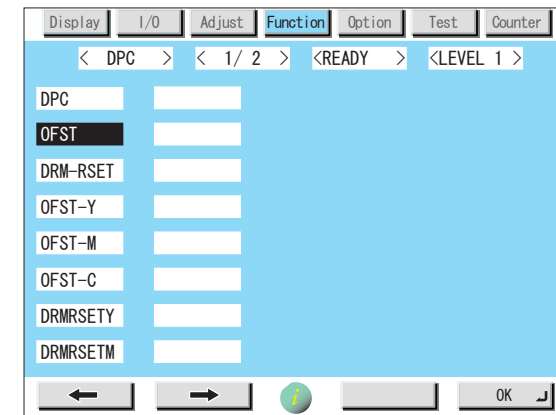 Display I/O Adjust Function Option Test Counter
< DPC > < 1/ 2 > <READY > <LEVEL 1 >
DPC
OFST
DRM-RSET
OFST-Y
OFST-M
OFST-C
DRMRSETY
DRMRSETM
i OK